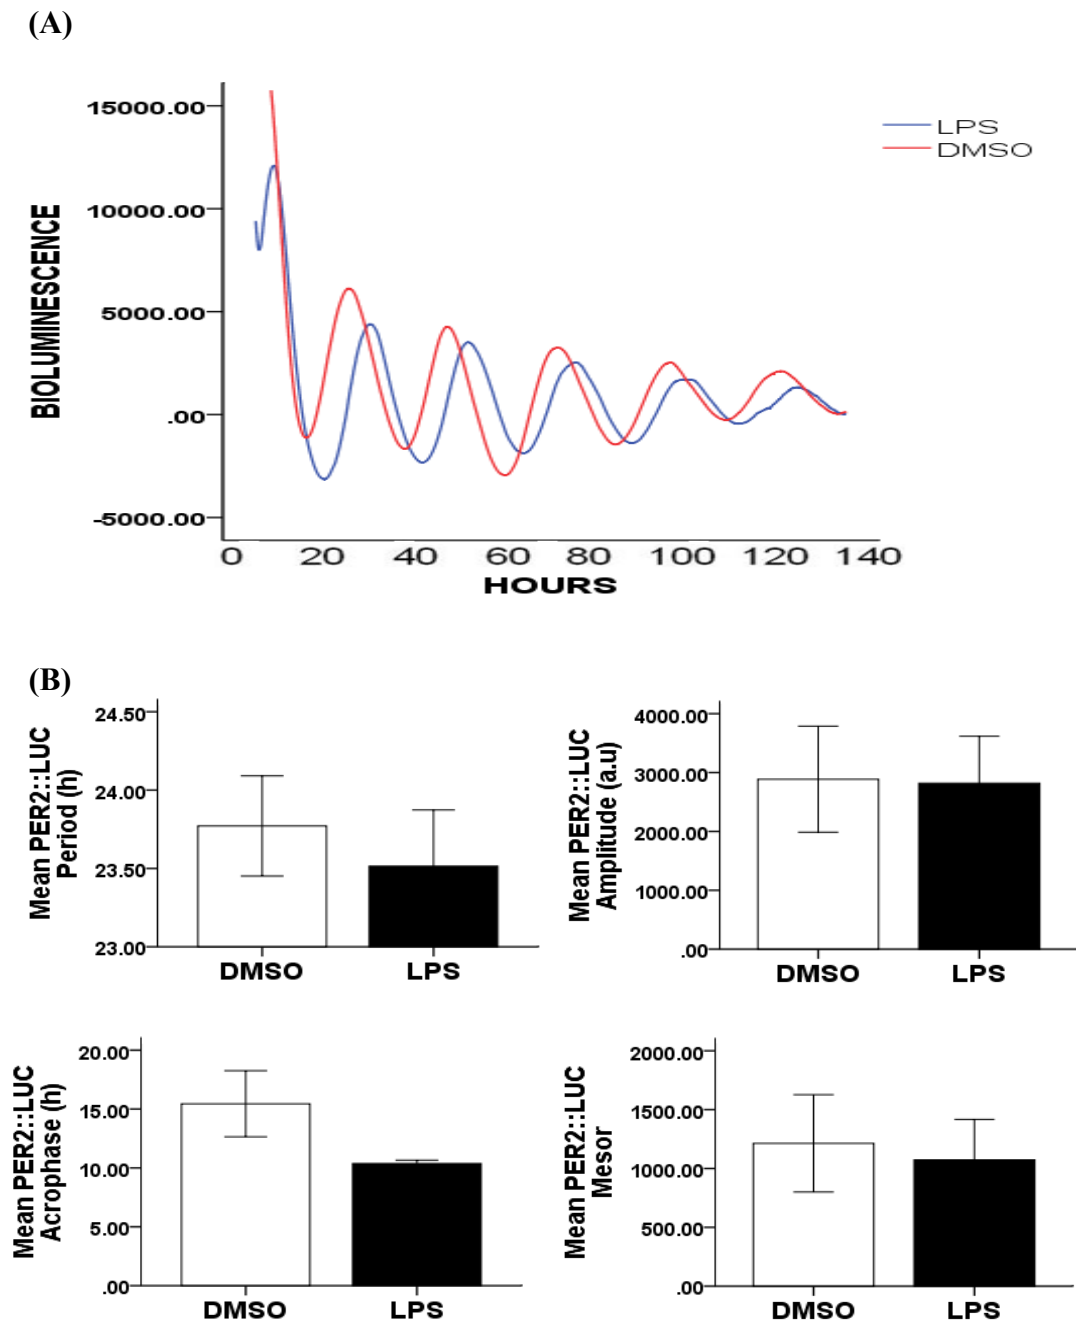 (A)
15000.00
10000.00
5000.00
.00
-5000.00
BIOLUMINESCENCE
LPS
DMSO
0 20 40 60 80 100 120 140
HOURS
(B)
Mean PER2::LUC
Period (h)
24.50
24.00
23.50
23.00
DMSO LPS
Mean PER2::LUC
Amplitude (a.u)
4000.00
3000.00
2000.00
1000.00
.00
DMSO LPS
Mean PER2::LUC
Acrophase (h)
20.00
15.00
10.00
5.00
.00
DMSO LPS
Mean PER2::LUC
Mesor
2000.00
1500.00
1000.00
500.00
.00
DMSO LPS